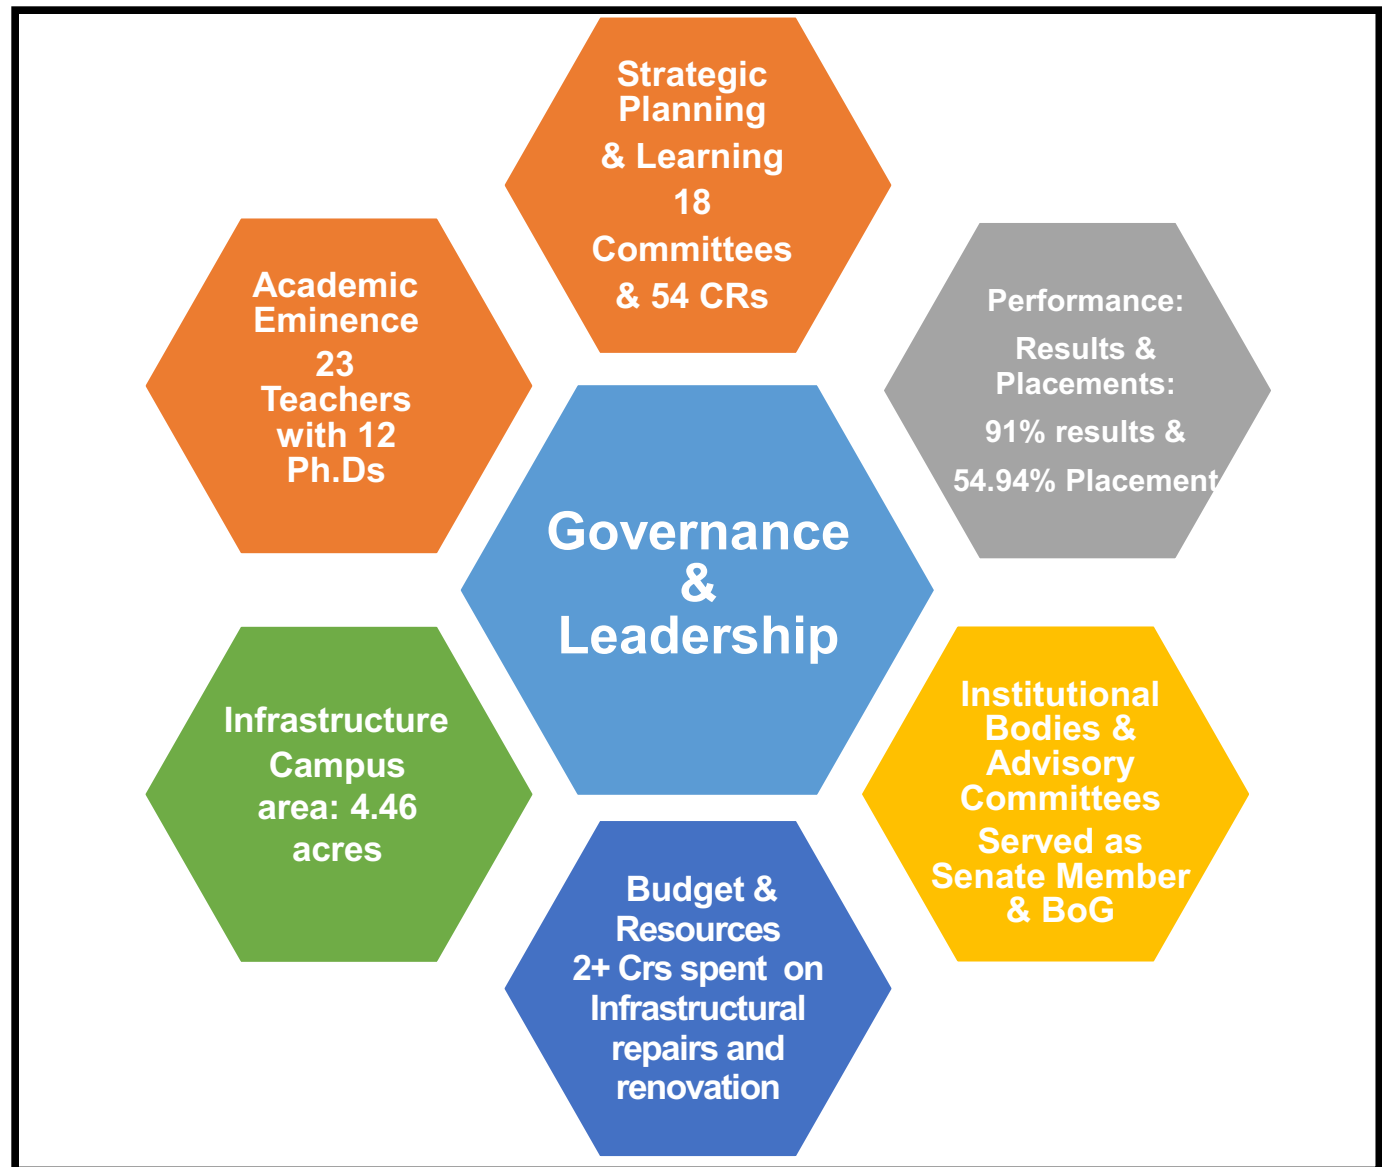 Strategic
Planning
& Learning
18
Committees
& 54 CRs
Academic
Eminence
23
Teachers
with 12
Ph.Ds
Performance:
Results &
Placements:
91% results &
54.94% Placement
Governance
&
Leadership
Infrastructure
Campus
area: 4.46
acres
Institutional
Bodies &
Advisory
Committees
Served as
Senate Member
& BoG
Budget &
Resources
2+ Crs spent on
Infrastructural
repairs and
renovation